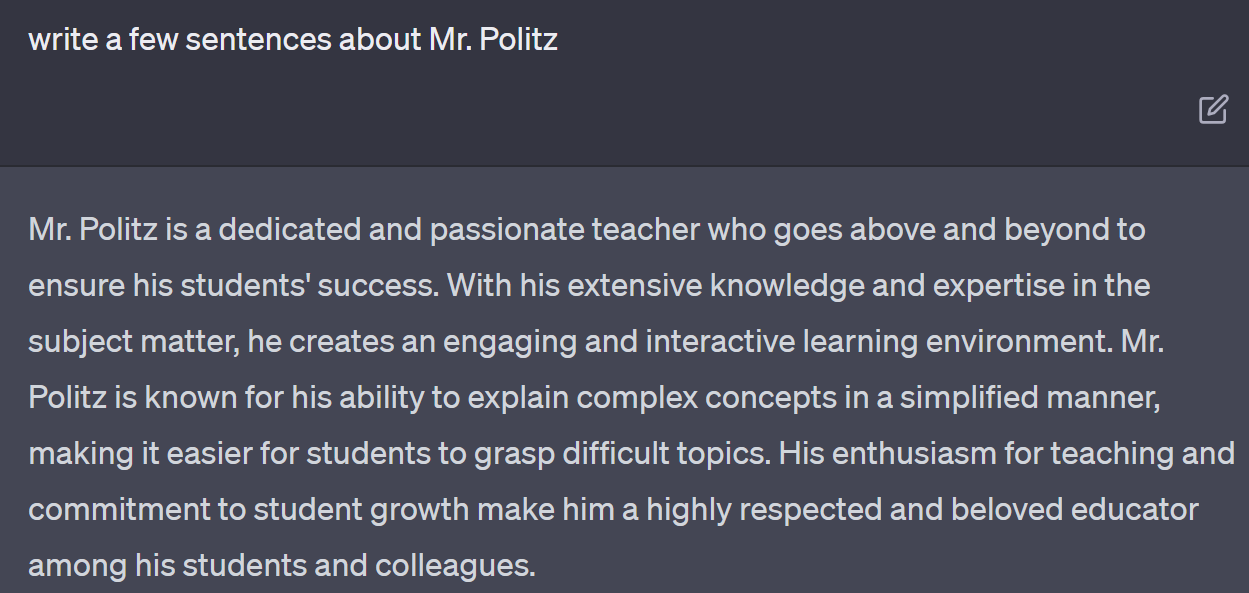 write a few sentences about Mr. Politz
Mr. Politz is a dedicated and passionate teacher who goes above and beyond to
ensure his students' success. With his extensive knowledge and expertise in the
subject matter, he creates an engaging and interactive learning environment. Mr.
Politz is known for his ability to explain complex concepts in a simplified manner,
making it easier for students to grasp difficult topics. His enthusiasm for teaching and
commitment to student growth make him a highly respected and beloved educator
among his students and colleagues.